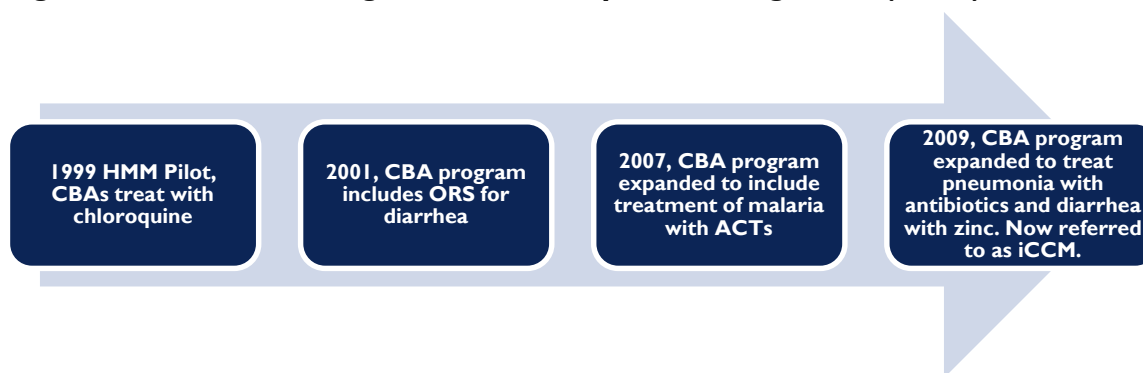 1999 HMM Pilot,
CBAs treat with
chloroquine
2001, CBA program
includes ORS for
diarrhea
2007, CBA program
expanded to include
treatment of malaria
with ACTs
2009, CBA program
expanded to treat
pneumonia with
antibiotics and diarrhea
with zinc. Now referred
to as iCCM.